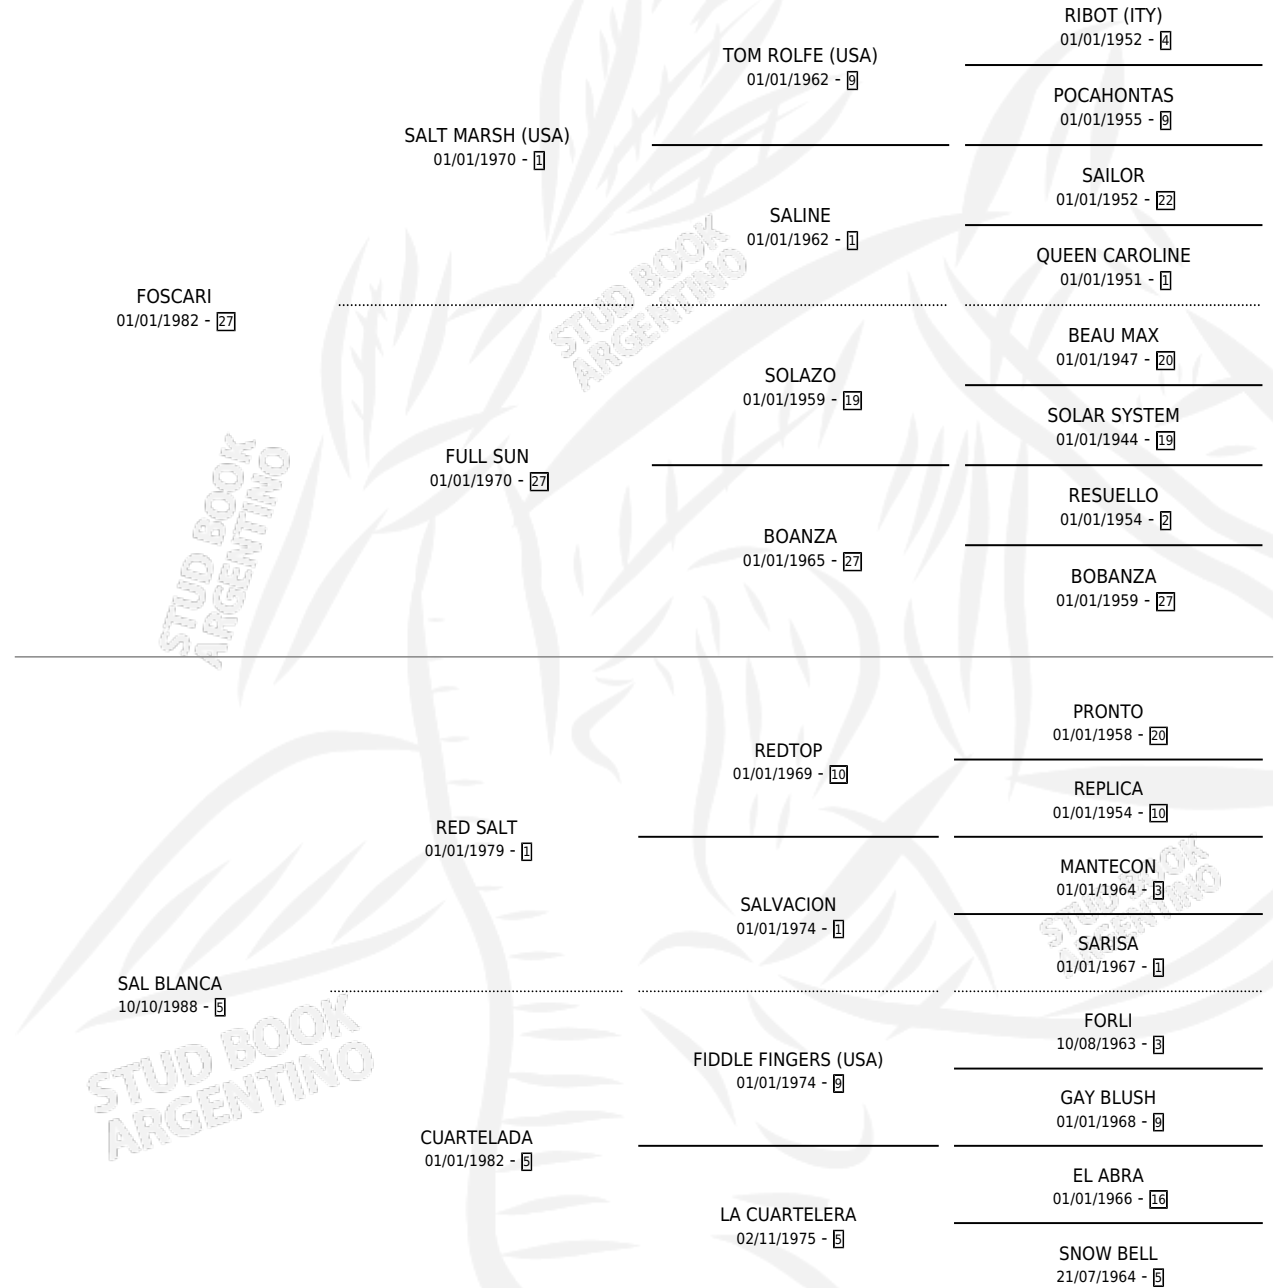 RIBOT (ITY)
01/01/1952 - 4
TOM ROLFE (USA)
01/01/1962 - 9
POCAHONTAS
01/01/1955 - 9
SALT MARSH (USA)
01/01/1970 - 1
SAILOR
01/01/1952 - 22
SALINE
01/01/1962 - 1
QUEEN CAROLINE
01/01/1951 - 1
FOSCARI
01/01/1982 - 27
BEAU MAX
01/01/1947 - 20
SOLAZO
01/01/1959 - 19
SOLAR SYSTEM
01/01/1944 - 19
FULL SUN
01/01/1970 - 27
RESUELLO
01/01/1954 - 2
BOANZA
01/01/1965 - 27
BOBANZA
01/01/1959 - 27
STUD BOOK
ARGENTINO
STUD BOOK
ARGENTINO
PRONTO
01/01/1958 - 20
REDTOP
01/01/1969 - 10
REPLICA
01/01/1954 - 10
RED SALT
01/01/1979 - 1
MANTECON
01/01/1964 - 3
SALVACION
01/01/1974 - 1
SARISA
01/01/1967 - 1
SAL BLANCA
10/10/1988 - 5
FORLI
10/08/1963 - 3
FIDDLE FINGERS (USA)
01/01/1974 - 9
GAY BLUSH
01/01/1968 - 9
CUARTELADA
01/01/1982 - 5
EL ABRA
01/01/1966 - 16
LA CUARTELERA
02/11/1975 - 5
SNOW BELL
21/07/1964 - 5
STUD BOOK
ARGENTINO
STUD BOOK
ARGENTINO